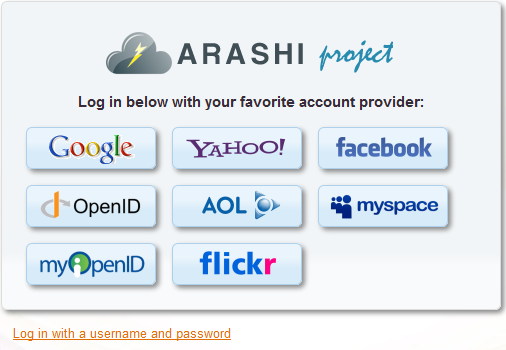 ARASHI project
Log in below with your favorite account provider:
Google YAHOO! facebook
OpenID AOL myspace
myOpenID flickr
Log in with a username and password